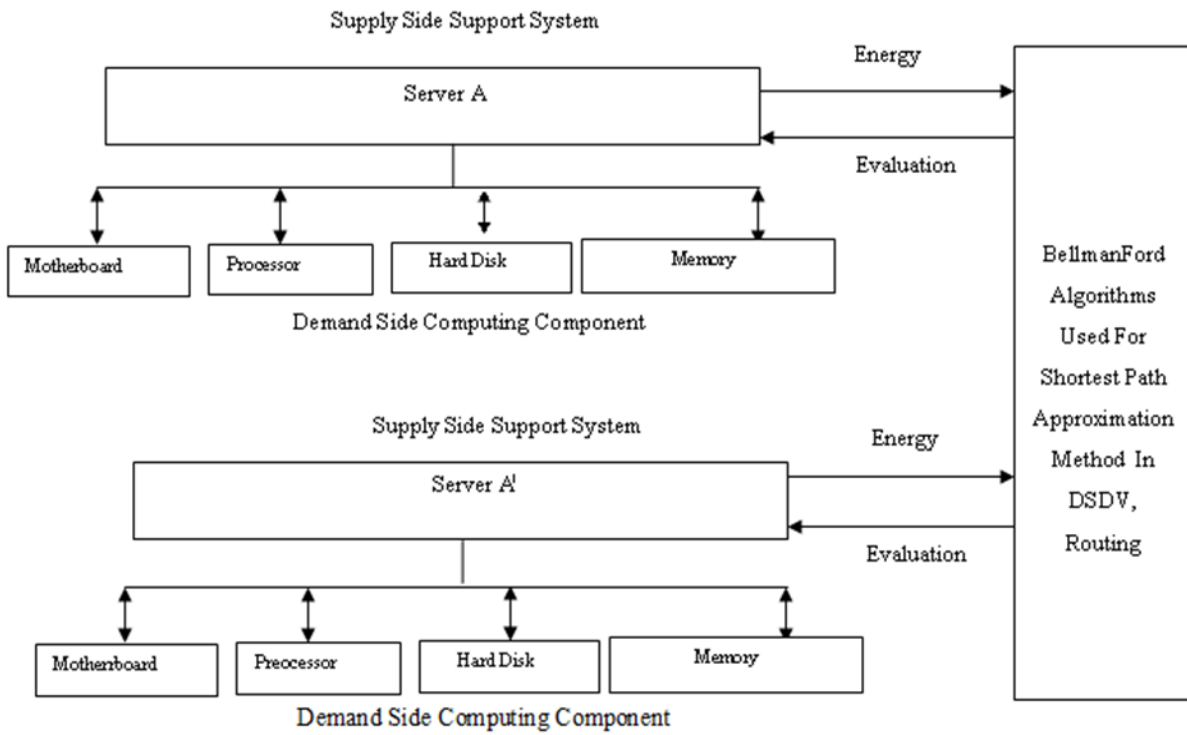 Supply Side Support System
Energy
Server A
Evaluation
Motherboard
Processor
Hard Disk
Memory
Demand Side Computing Component
Supply Side Support System
Energy
Server A'
Evaluation
Motherboard
Preocessor
Hard Disk
Memory
Demand Side Computing Component
BellmanFord
Algorithms
Used For
Shortest Path
Approximation
Method In
DSDV,
Routing